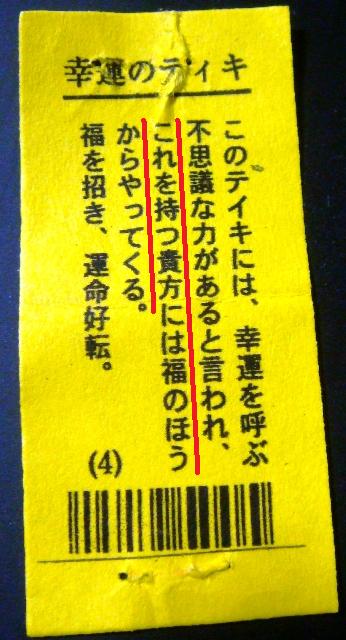 幸運のティキ
このテイキには、幸運を呼ぶ
不思議な力があると言われ、
これを持つ貴方には福のほう
からやってくる。
福を招き、運命好転。
(4)